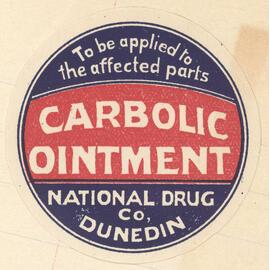 To be applied to
the affected parts
CARBOLIC
OINTMENT
NATIONAL DRUG
Co,
DUNEDIN